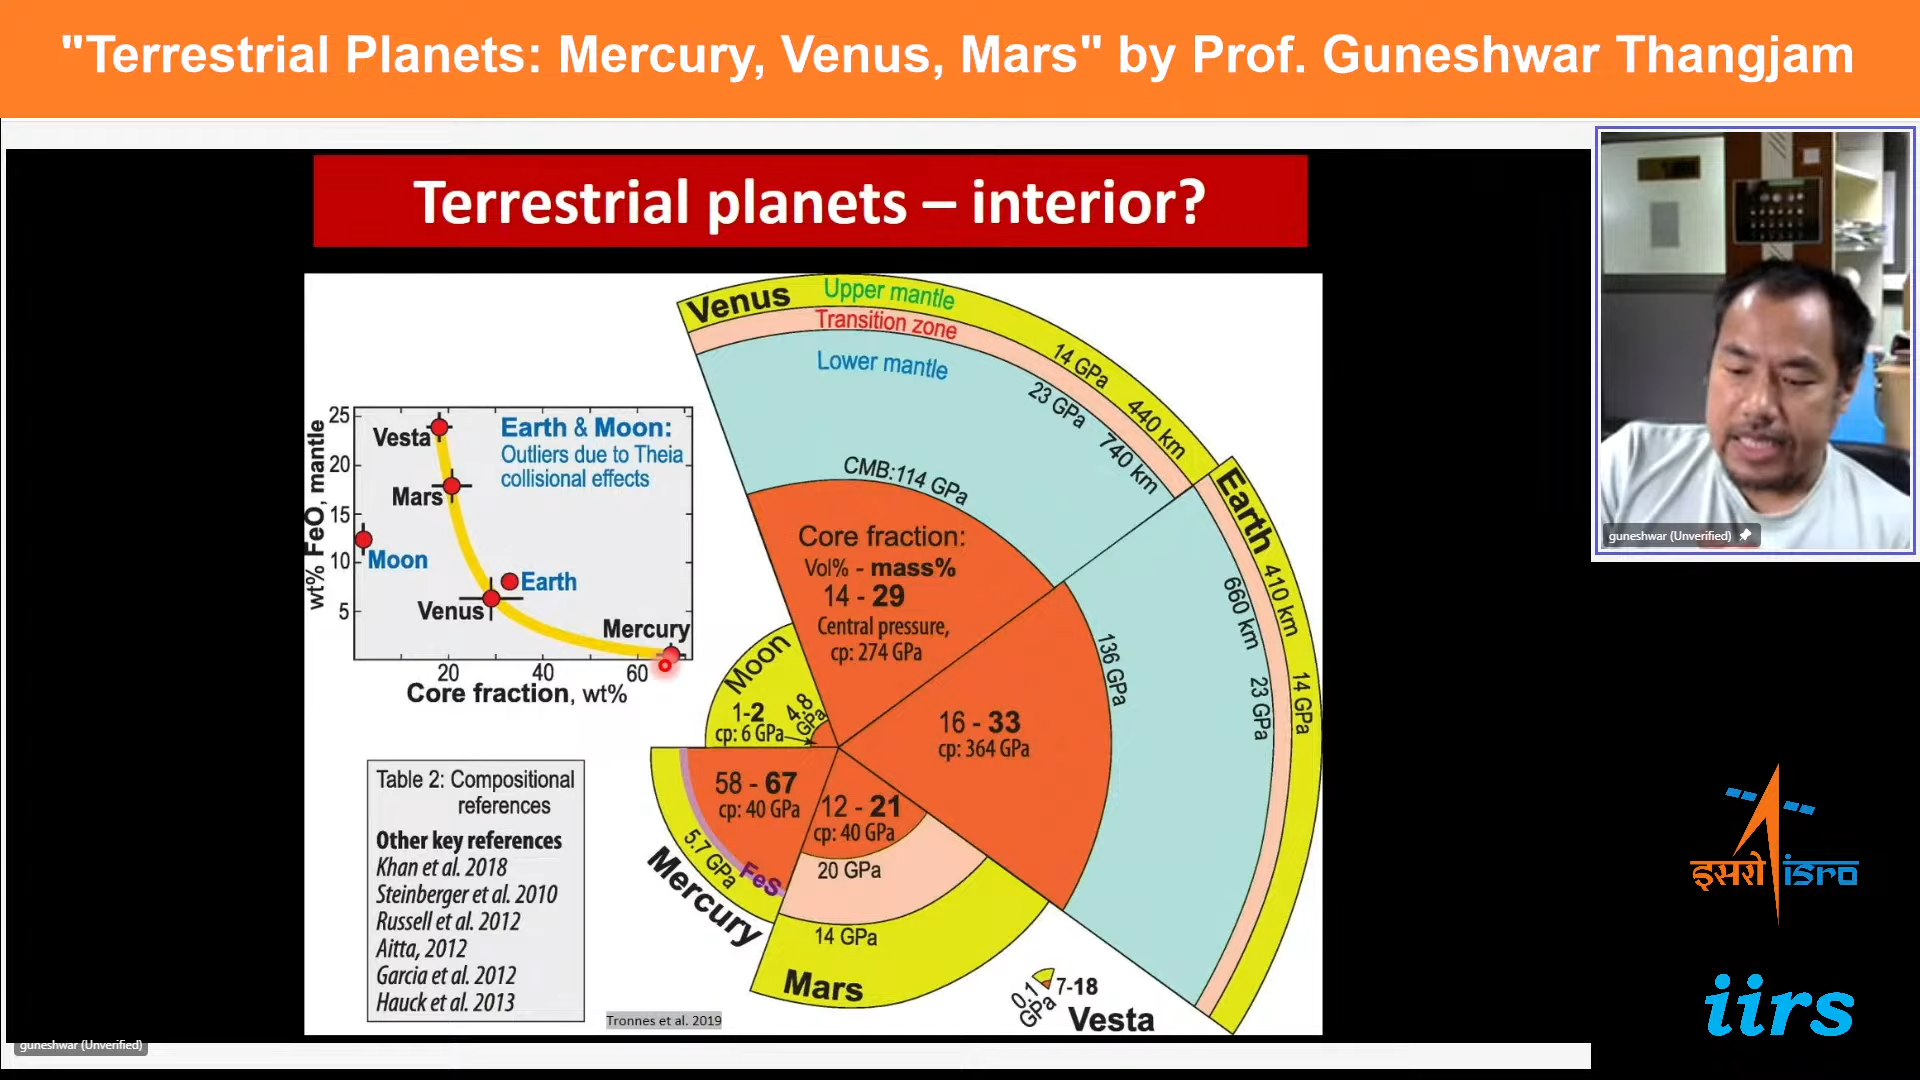 "Terrestrial Planets: Mercury, Venus, Mars" by Prof. Guneshwar Thangjam
Terrestrial planets – interior?
Venus
Upper mantle
Transition zone
Lower mantle
14 GPa
440 km
23 GPa
740 km
CMB:114 GPa
Core fraction:
Vol% - mass%
14 - 29
Central pressure,
cp: 274 GPa
Earth
410 km
660 km
14 GPa
23 GPa
136 GPa
16 - 33
cp: 364 GPa
Moon
1-2
4.8
GPa
cp: 6 GPa
58 - 67
cp: 40 GPa
5.7 GPa
FeS
Mercury
12 - 21
cp: 40 GPa
20 GPa
14 GPa
Mars
0.1
GPa
7-18
Vesta
wt% FeO, mantle
25
20
15
10
5
Vesta
Mars
Moon
Venus
Earth
Mercury
Earth & Moon:
Outliers due to Theia
collisional effects
20
40
60
Core fraction, wt%
Table 2: Compositional
references
Other key references
Khan et al. 2018
Steinberger et al. 2010
Russell et al. 2012
Aitta, 2012
Garcia et al. 2012
Hauck et al. 2013
Tronnes et al. 2019
guneshwar (Unverified)
guneshwar (Unverified)
इसरो isro
iirs